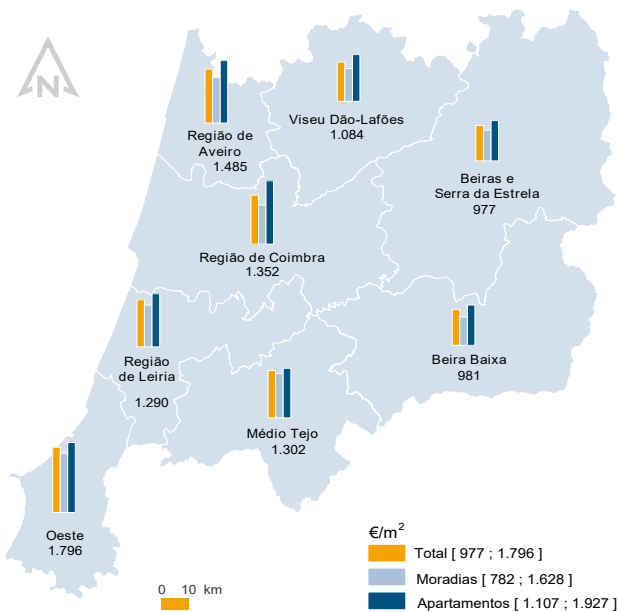 N
Viseu Dão-Lafões
1.084
Região de
Aveiro
1.485
Beiras e
Serra da Estrela
977
Região de Coimbra
1.352
Região
de Leiria
1.290
Beira Baixa
981
Médio Tejo
1.302
Oeste
1.796
€/m²
Total [ 977 ; 1.796 ]
Moradias [ 782 ; 1.628 ]
Apartamentos [ 1.107 ; 1.927 ]
0 10 km